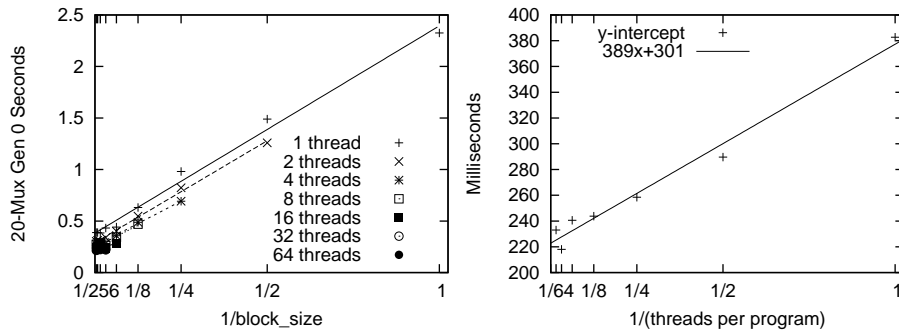 20-Mux Gen 0 Seconds
2.5
2
1.5
1
0.5
0
1 thread
2 threads
4 threads
8 threads
16 threads
32 threads
64 threads
1/256 1/8 1/4 1/2 1
1/block_size
Milliseconds
400
380
360
340
320
300
280
260
240
220
200
y-intercept
389x+301
1/64 1/8 1/4 1/2 1
1/(threads per program)